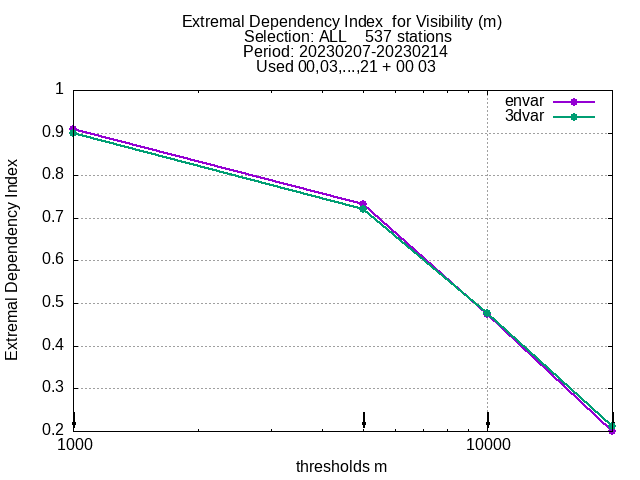 Extremal Dependency Index  for Visibility (m)
Selection: ALL    537 stations
Period: 20230207-20230214
Used 00,03,...,21 + 00 03
envar
3dvar
1
0.9
0.8
0.7
0.6
0.5
0.4
0.3
0.2
Extremal Dependency Index
1000
10000
thresholds m